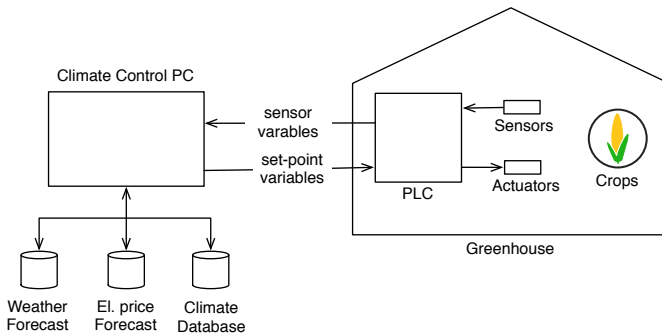 Climate Control PC
sensor
varables
set-point
variables
Sensors
Actuators
PLC
Crops
Greenhouse
Weather
Forecast
El. price
Forecast
Climate
Database